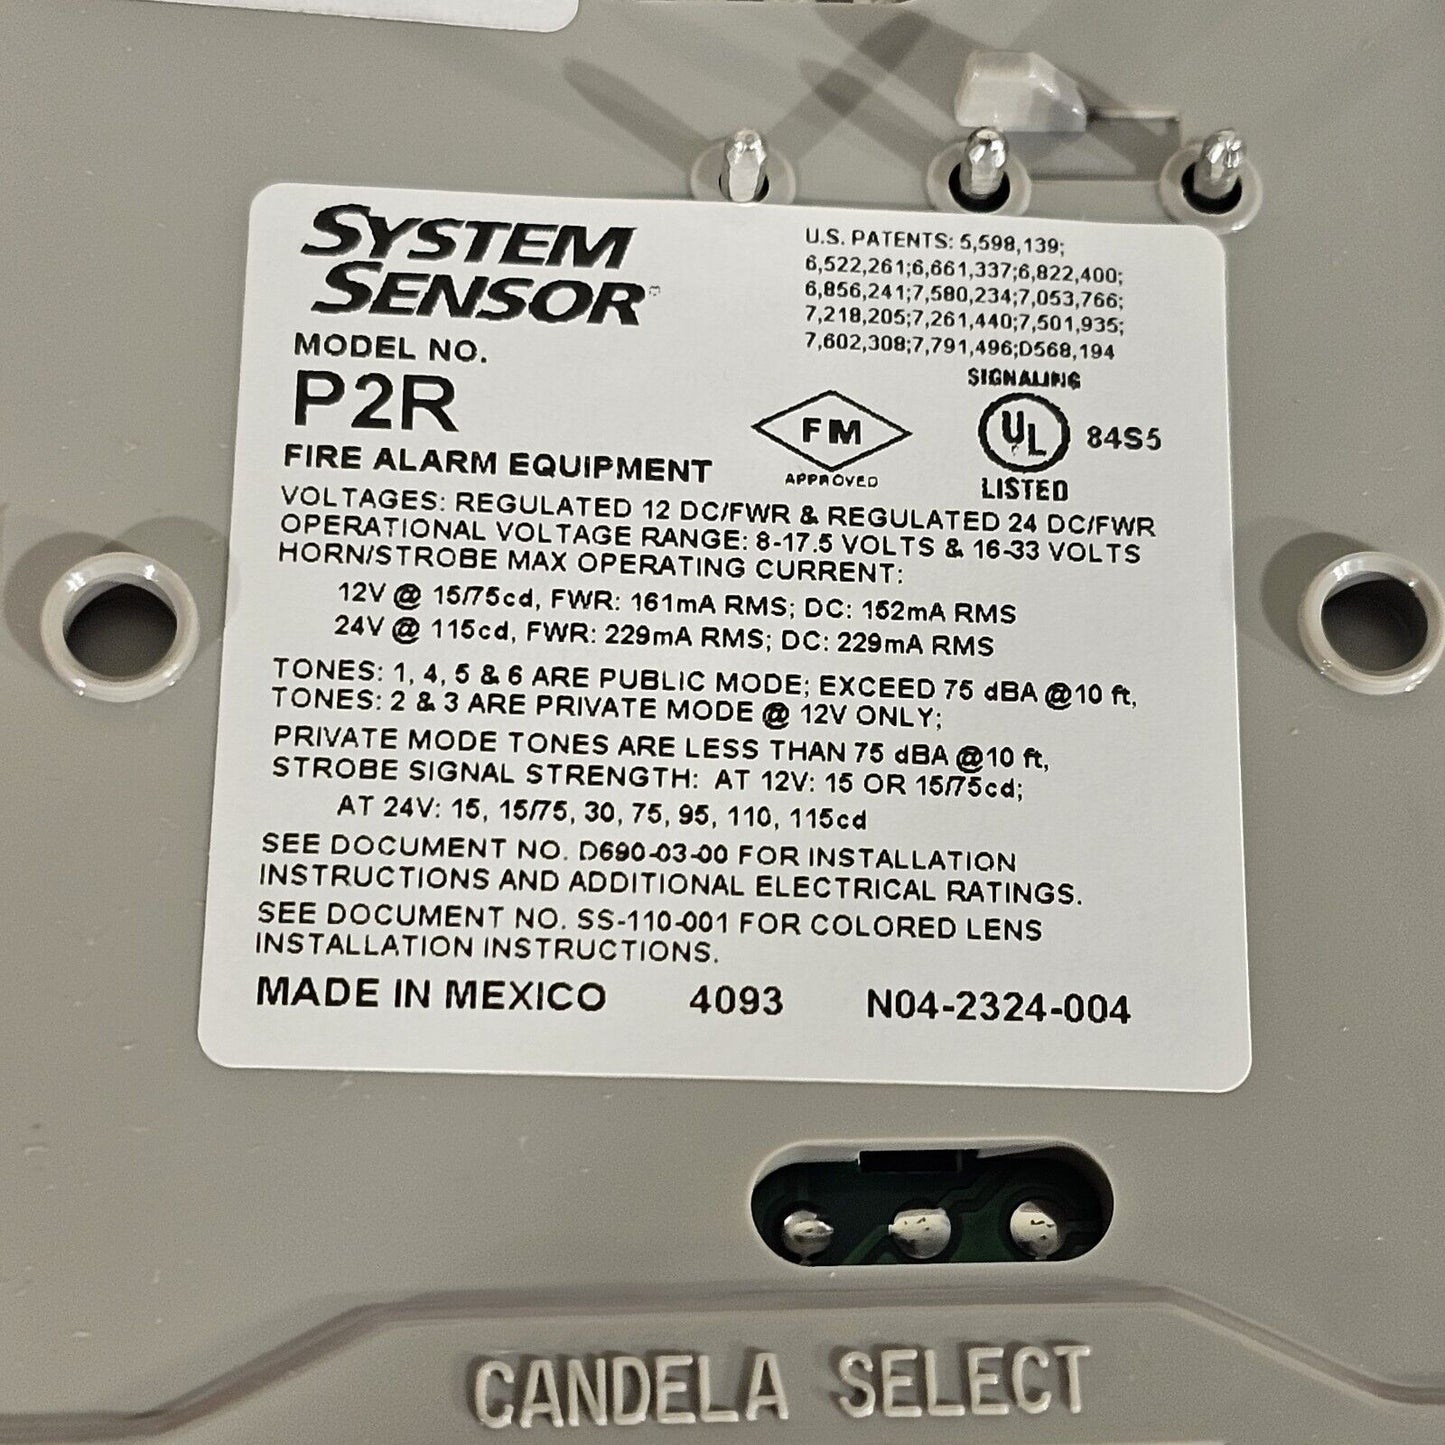 SYSTEM
SENSOR
MODEL NO.
P2R
FIRE ALARM EQUIPMENT
U.S. PATENTS: 5,598,139;
6,522,261;6,661,337;6,822,400;
6,856,241;7,580,234;7,053,766;
7,218,205;7,261,440;7,501,935;
7,602,308;7,791,496;D568,194
FM
APPROVED
SIGNALING
UL
84S5
LISTED
VOLTAGES: REGULATED 12 DC/FWR & REGULATED 24 DC/FWR
OPERATIONAL VOLTAGE RANGE: 8-17.5 VOLTS & 16-33 VOLTS
HORN/STROBE MAX OPERATING CURRENT:
12V @ 15/75cd, FWR: 161mA RMS; DC: 152mA RMS
24V @ 115cd, FWR: 229mA RMS; DC: 229mA RMS
TONES: 1, 4, 5 & 6 ARE PUBLIC MODE; EXCEED 75 dBA @10 ft,
TONES: 2 & 3 ARE PRIVATE MODE @ 12V ONLY;
PRIVATE MODE TONES ARE LESS THAN 75 dBA @10 ft,
STROBE SIGNAL STRENGTH: AT 12V: 15 OR 15/75cd;
AT 24V: 15, 15/75, 30, 75, 95, 110, 115cd
SEE DOCUMENT NO. D690-03-00 FOR INSTALLATION
INSTRUCTIONS AND ADDITIONAL ELECTRICAL RATINGS.
SEE DOCUMENT NO. SS-110-001 FOR COLORED LENS
INSTALLATION INSTRUCTIONS.
MADE IN MEXICO 4093 N04-2324-004
CANDELA SELECT